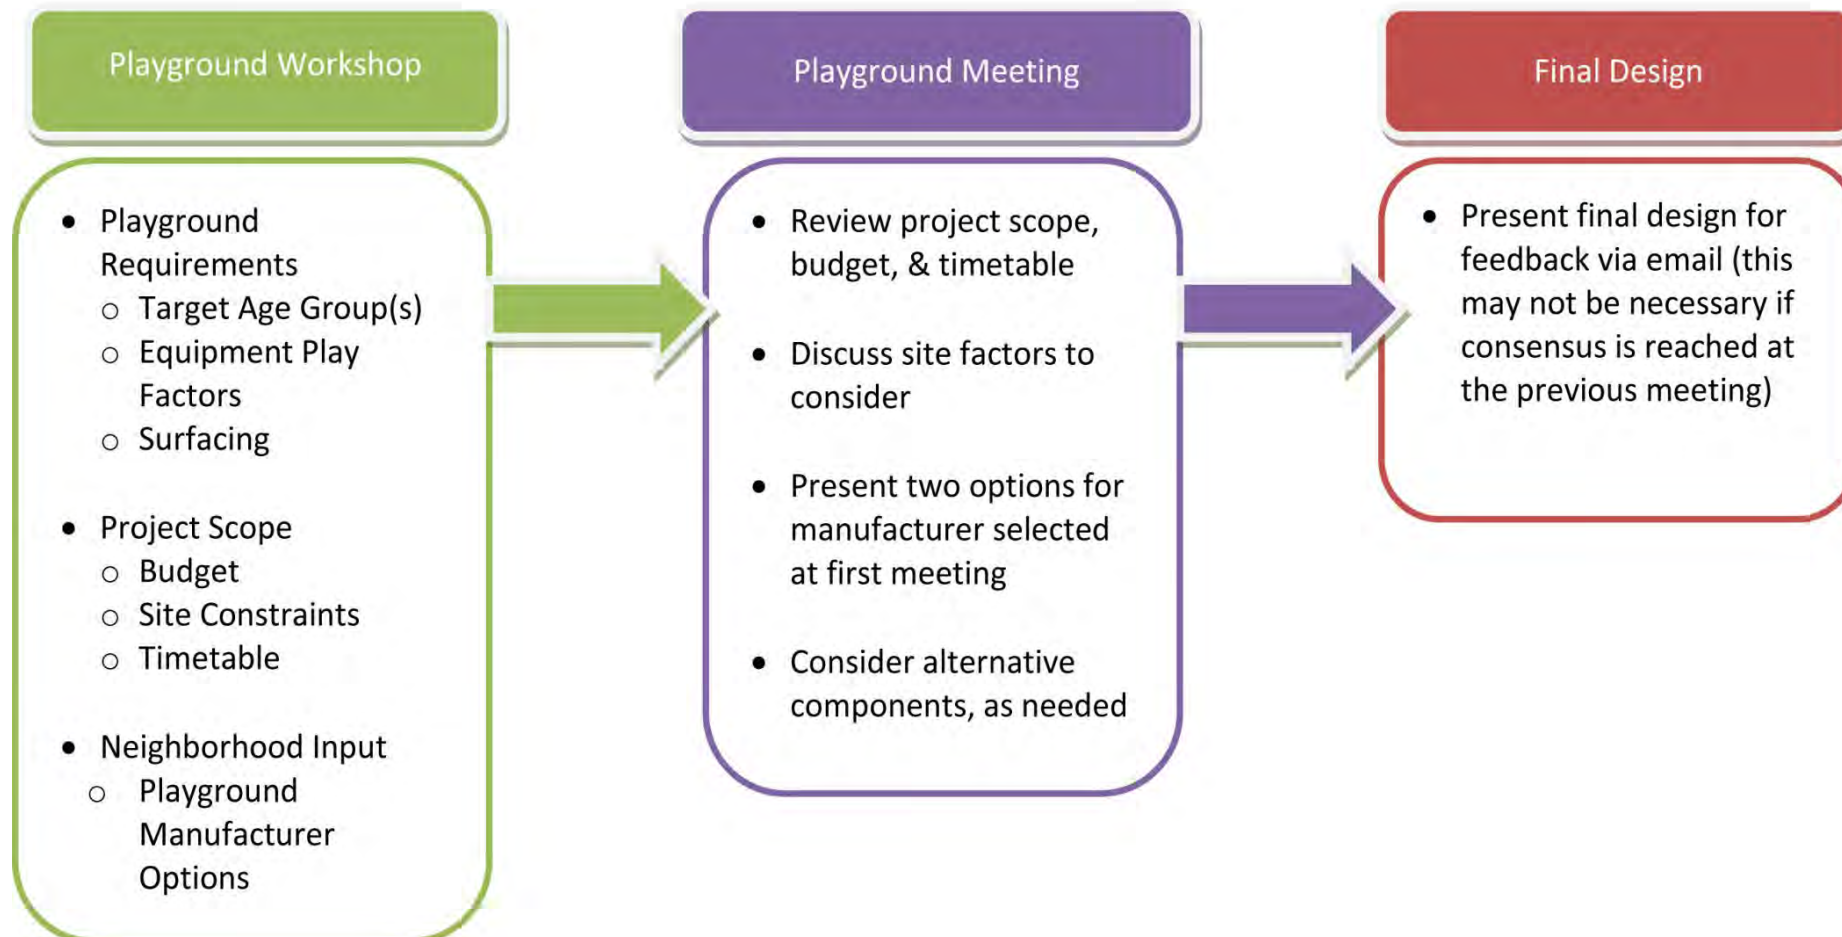 Playground Workshop
• Playground
Requirements
o Target Age Group(s)
o Equipment Play
Factors
o Surfacing
• Project Scope
o Budget
o Site Constraints
o Timetable
• Neighborhood Input
o Playground
Manufacturer
Options
Playground Meeting
• Review project scope,
budget, & timetable
• Discuss site factors to
consider
• Present two options for
manufacturer selected
at first meeting
• Consider alternative
components, as needed
Final Design
• Present final design for
feedback via email (this
may not be necessary if
consensus is reached at
the previous meeting)